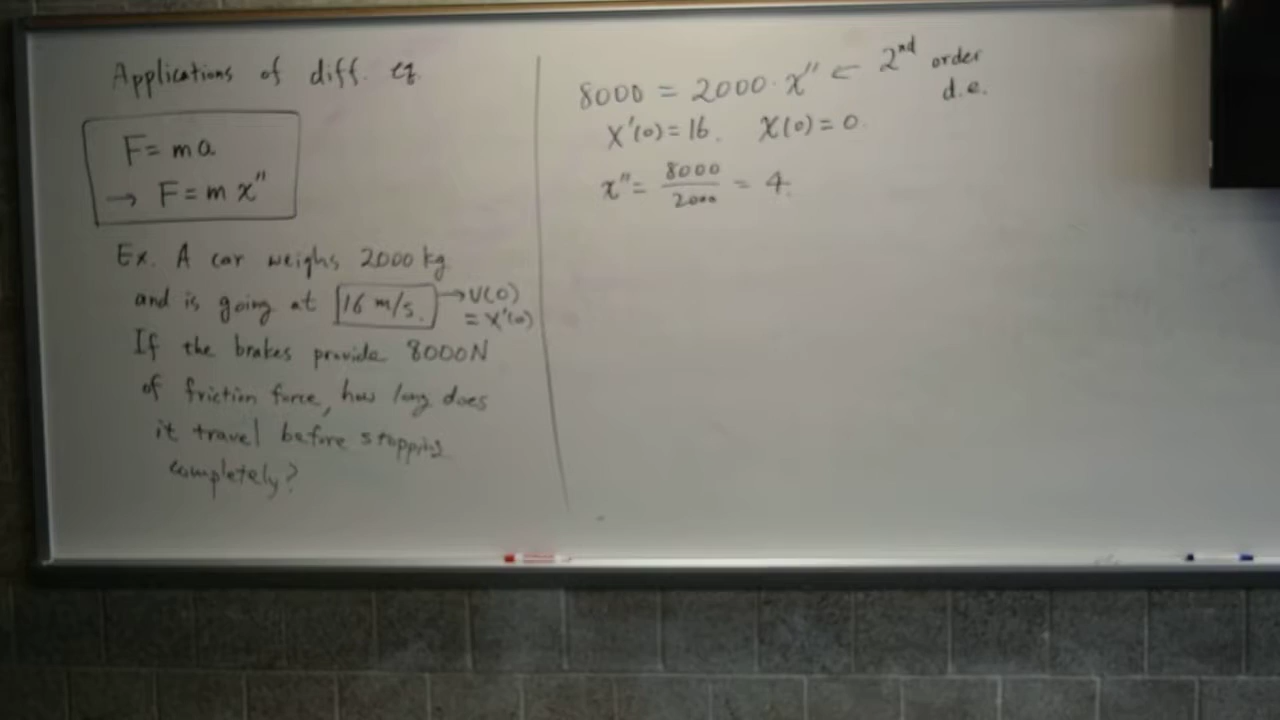 Applications of diff. eq.
F = ma
→ F = m x"
Ex. A car weighs 2000 kg
and is going at 16 m/s. → V(0)
= x'(0)
If the brakes provide 8000N
of friction force, how long does
it travel before stopping
completely?
8000 = 2000 · x" ← 2nd order
d.e.
x'(0) = 16. x(0) = 0.
x" = 8000/2000 = 4.